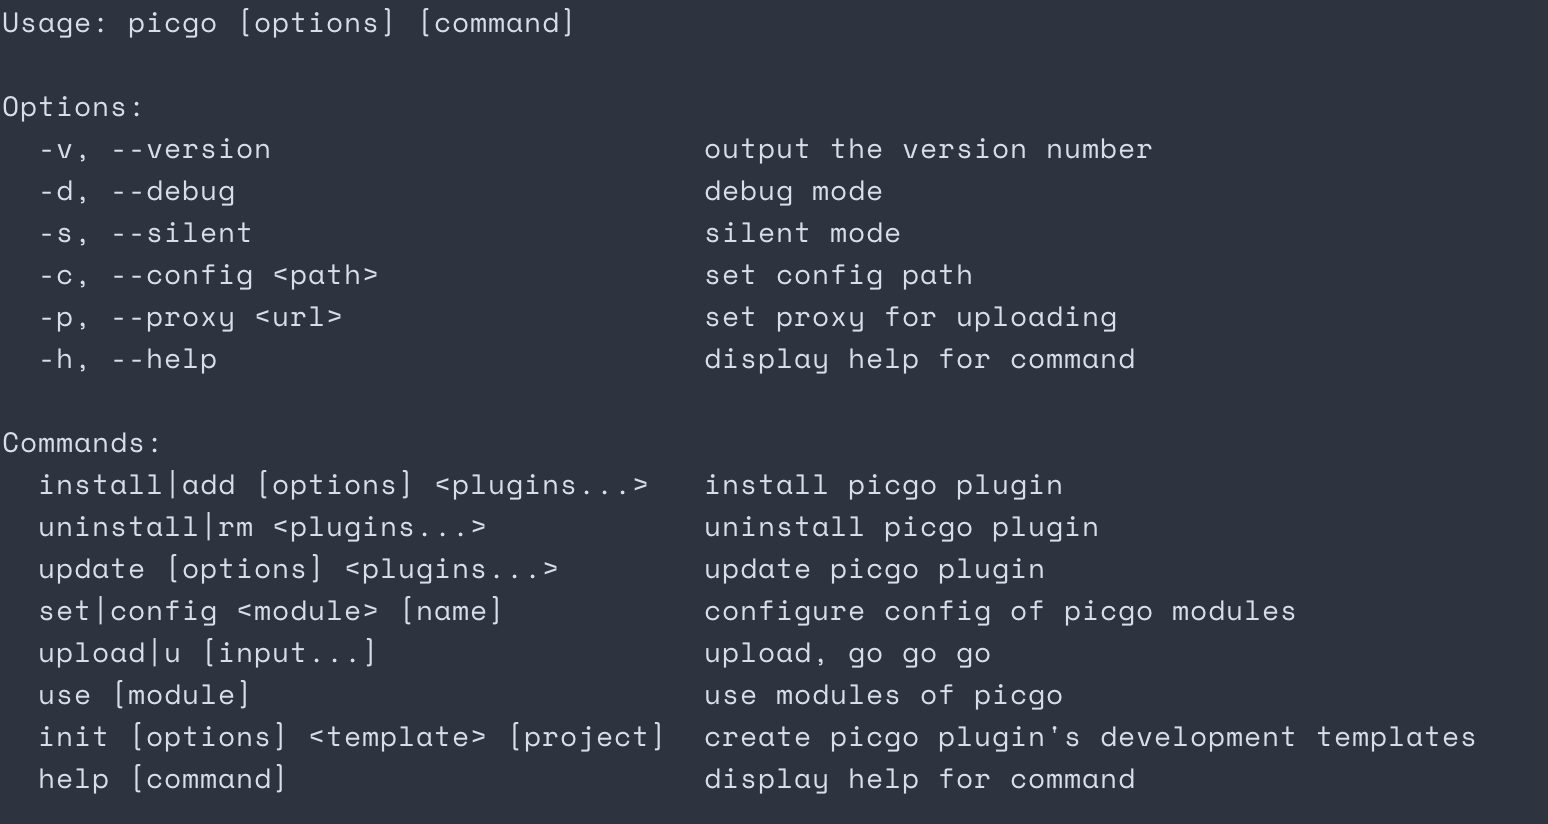 Usage: picgo [options] [command]

Options:
  -v, --version                        output the version number
  -d, --debug                          debug mode
  -s, --silent                         silent mode
  -c, --config <path>                  set config path
  -p, --proxy <url>                    set proxy for uploading
  -h, --help                           display help for command

Commands:
  install|add [options] <plugins...>   install picgo plugin
  uninstall|rm <plugins...>            uninstall picgo plugin
  update [options] <plugins...>        update picgo plugin
  set|config <module> [name]           configure config of picgo modules
  upload|u [input...]                  upload, go go go
  use [module]                         use modules of picgo
  init [options] <template> [project]  create picgo plugin's development templates
  help [command]                       display help for command